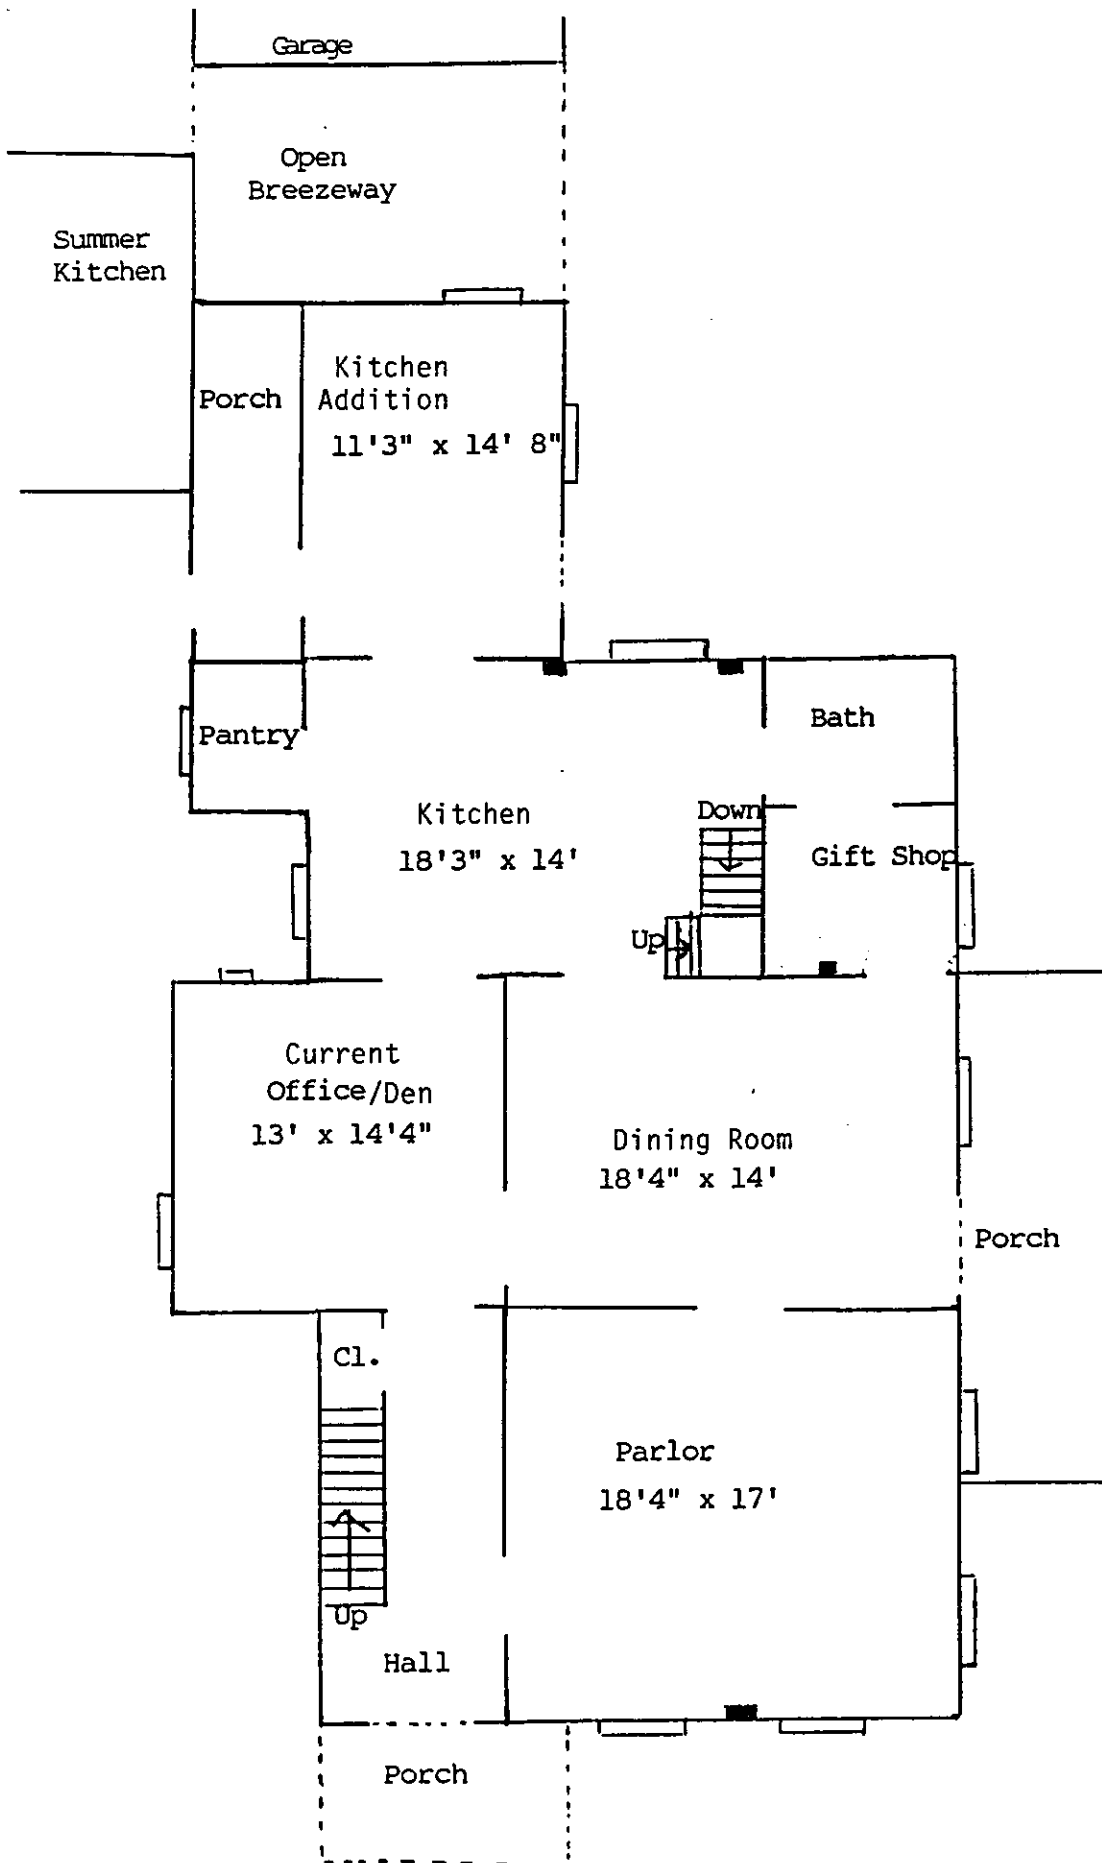 Garage
Open
Breezeway
Summer
Kitchen
Kitchen
Addition
11'3" x 14' 8"
Porch
Pantry
Bath
Kitchen
18'3" x 14'
Down
Gift Shop
Up
Current
Office/Den
13' x 14'4"
Dining Room
18'4" x 14'
Porch
Cl.
Parlor
18'4" x 17'
Up
Hall
Porch